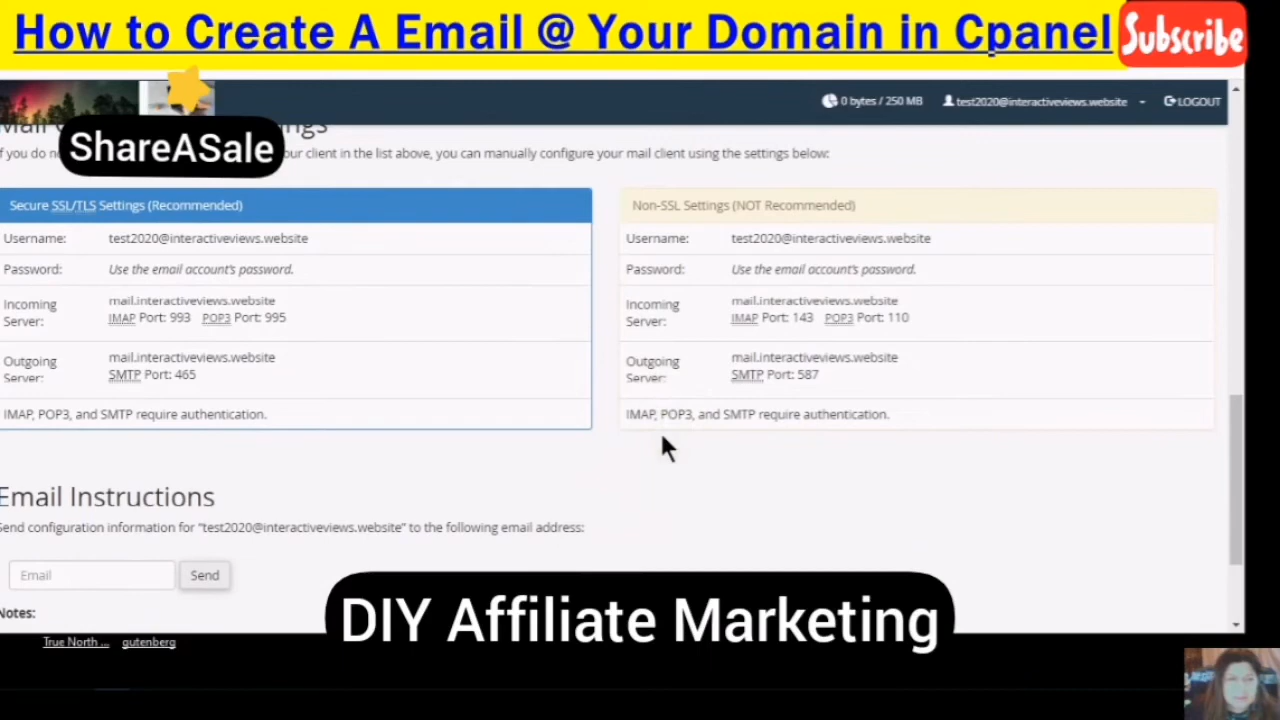 How to Create A Email @ Your Domain in Cpanel
Subscribe
0 bytes / 250 MB test2020@interactiveviews.website LOGOUT
ShareASale
our client in the list above, you can manually configure your mail client using the settings below:
Secure SSL/TLS Settings (Recommended)
Username: test2020@interactiveviews.website
Password: Use the email account's password.
Incoming Server: mail.interactiveviews.website
IMAP Port: 993 POP3 Port: 995
Outgoing Server: mail.interactiveviews.website
SMTP Port: 465
IMAP, POP3, and SMTP require authentication.
Non-SSL Settings (NOT Recommended)
Username: test2020@interactiveviews.website
Password: Use the email account's password.
Incoming Server: mail.interactiveviews.website
IMAP Port: 143 POP3 Port: 110
Outgoing Server: mail.interactiveviews.website
SMTP Port: 587
IMAP, POP3, and SMTP require authentication.
Email Instructions
Send configuration information for "test2020@interactiveviews.website" to the following email address:
Email Send
Notes:
DIY Affiliate Marketing
True North ... gutenberg